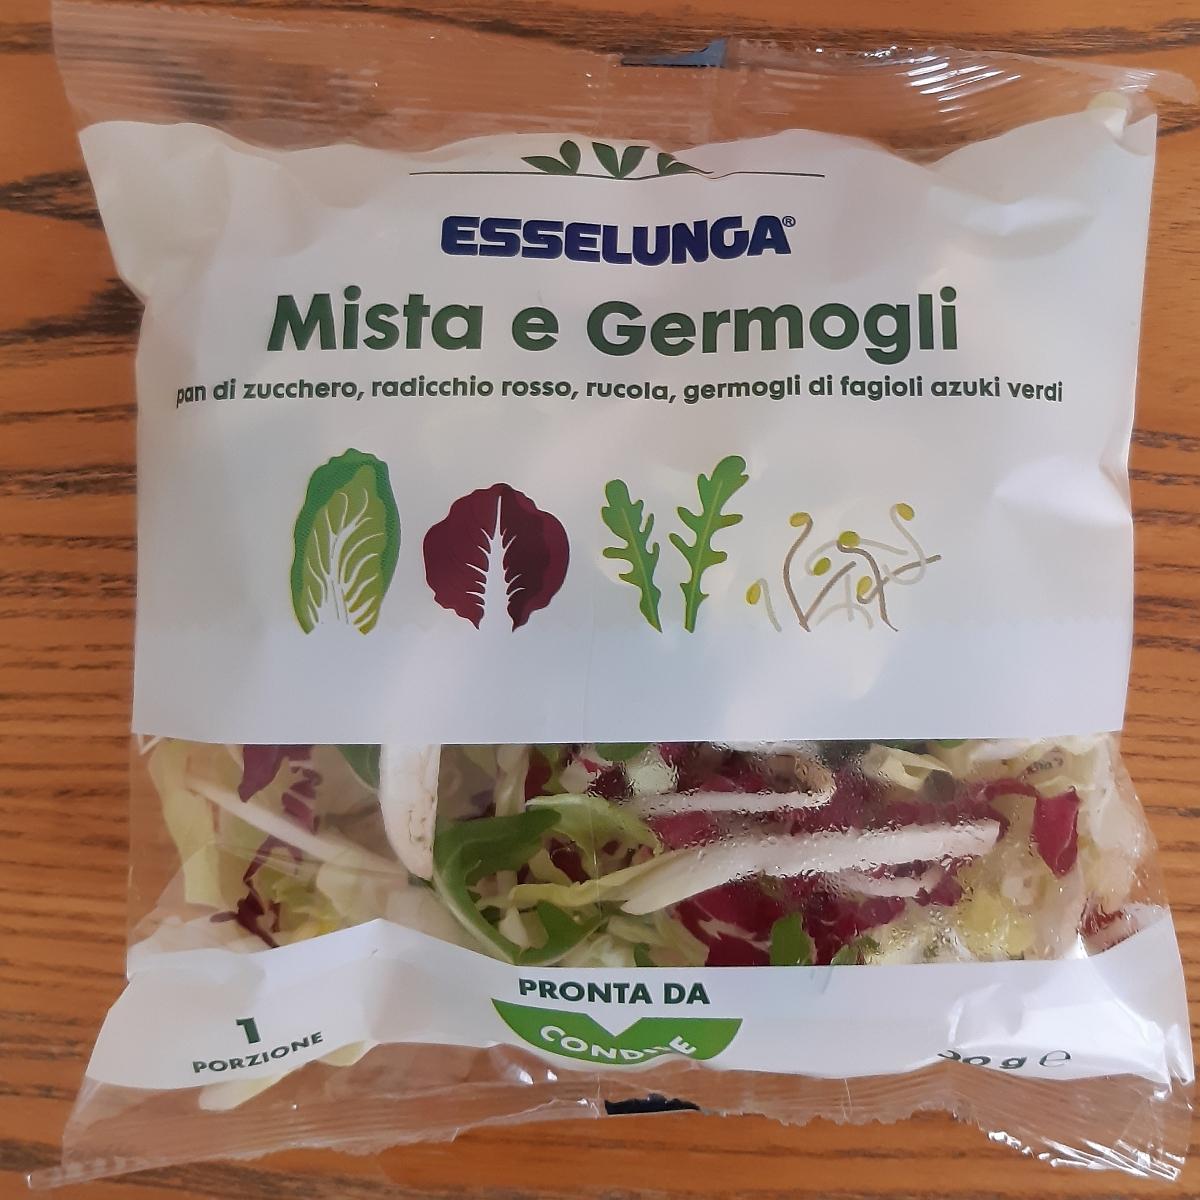 ESSELUNGA®
Mista e Germogli
pan di zucchero, radicchio rosso, rucola, germogli di fagioli azuki verdi
PRONTA DA
1
PORZIONE
g ℮